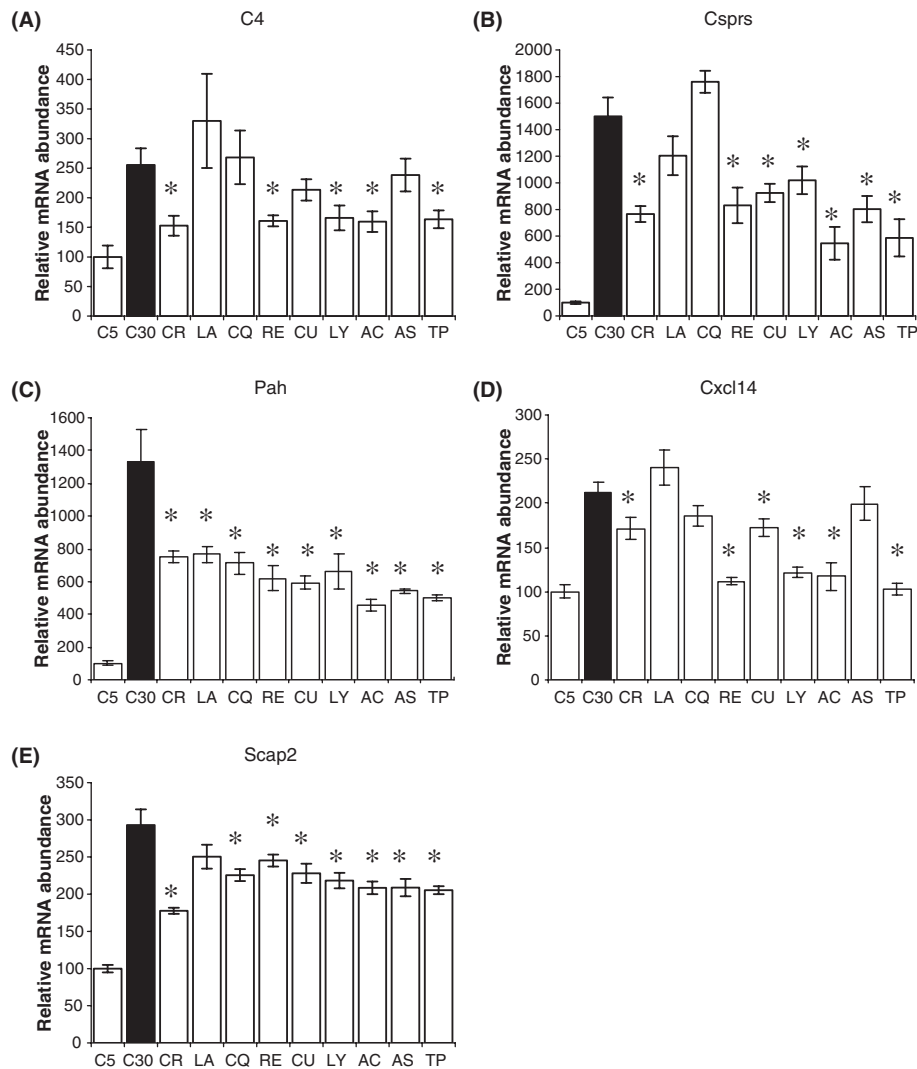 (A) C4
Relative mRNA abundance
450
400
350
300
250
200
150
100
50
0
* * * * *
C5 C30 CR LA CQ RE CU LY AC AS TP
(B) Csprs
Relative mRNA abundance
2000
1800
1600
1400
1200
1000
800
600
400
200
0
* * * * * * *
C5 C30 CR LA CQ RE CU LY AC AS TP
(C) Pah
Relative mRNA abundance
1600
1400
1200
1000
800
600
400
200
0
* * * * * * * * *
C5 C30 CR LA CQ RE CU LY AC AS TP
(D) Cxcl14
Relative mRNA abundance
300
250
200
150
100
50
0
* * * * * *
C5 C30 CR LA CQ RE CU LY AC AS TP
(E) Scap2
Relative mRNA abundance
350
300
250
200
150
100
50
0
* * * * * * * *
C5 C30 CR LA CQ RE CU LY AC AS TP